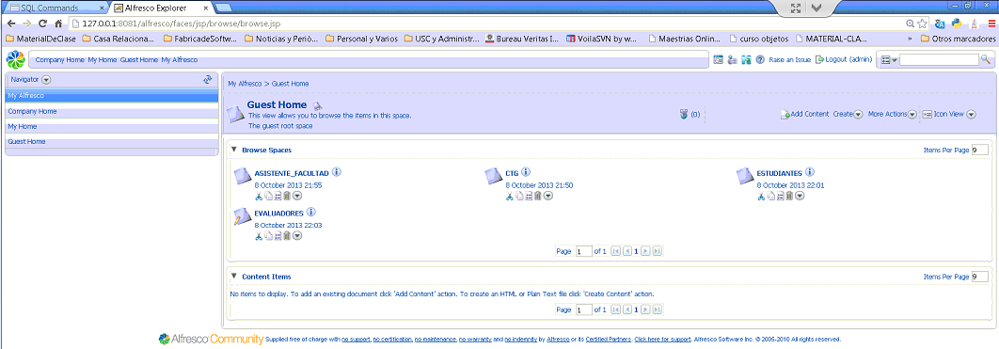 SQL Commands
Alfresco Explorer
127.0.0.1:8081/alfresco/faces/jsp/browse/browse.jsp
MaterialDeClase Casa Relaciona... FabricadeSoftw... Noticias y Perió... Personal y Varios USC y Administr... Bureau Veritas I... VoilaSVN by w... Maestrias Onlin... curso objetos MATERIAL-CLA... » Otros marcadores
Company Home My Home Guest Home My Alfresco
Raise an Issue Logout (admin)
Navigator
My Alfresco
Company Home
My Home
Guest Home
My Alfresco > Guest Home
Guest Home
This view allows you to browse the items in this space.
The guest root space
(0)
Add Content Create More Actions Icon View
Browse Spaces
Items Per Page 9
ASISTENTE_FACULTAD CTG ESTUDIANTES
8 October 2013 21:55 8 October 2013 21:50 8 October 2013 22:01
EVALUADORES
8 October 2013 22:03
Page 1 of 1 1
Content Items
Items Per Page 9
No items to display. To add an existing document click 'Add Content' action. To create an HTML or Plain Text file click 'Create Content' action.
Page 1 of 1 1
Alfresco Community Supplied free of charge with no support, no certification, no maintenance, no warranty and no indemnity by Alfresco or its Certified Partners. Click here for support. Alfresco Software Inc. © 2005-2010 All rights reserved.